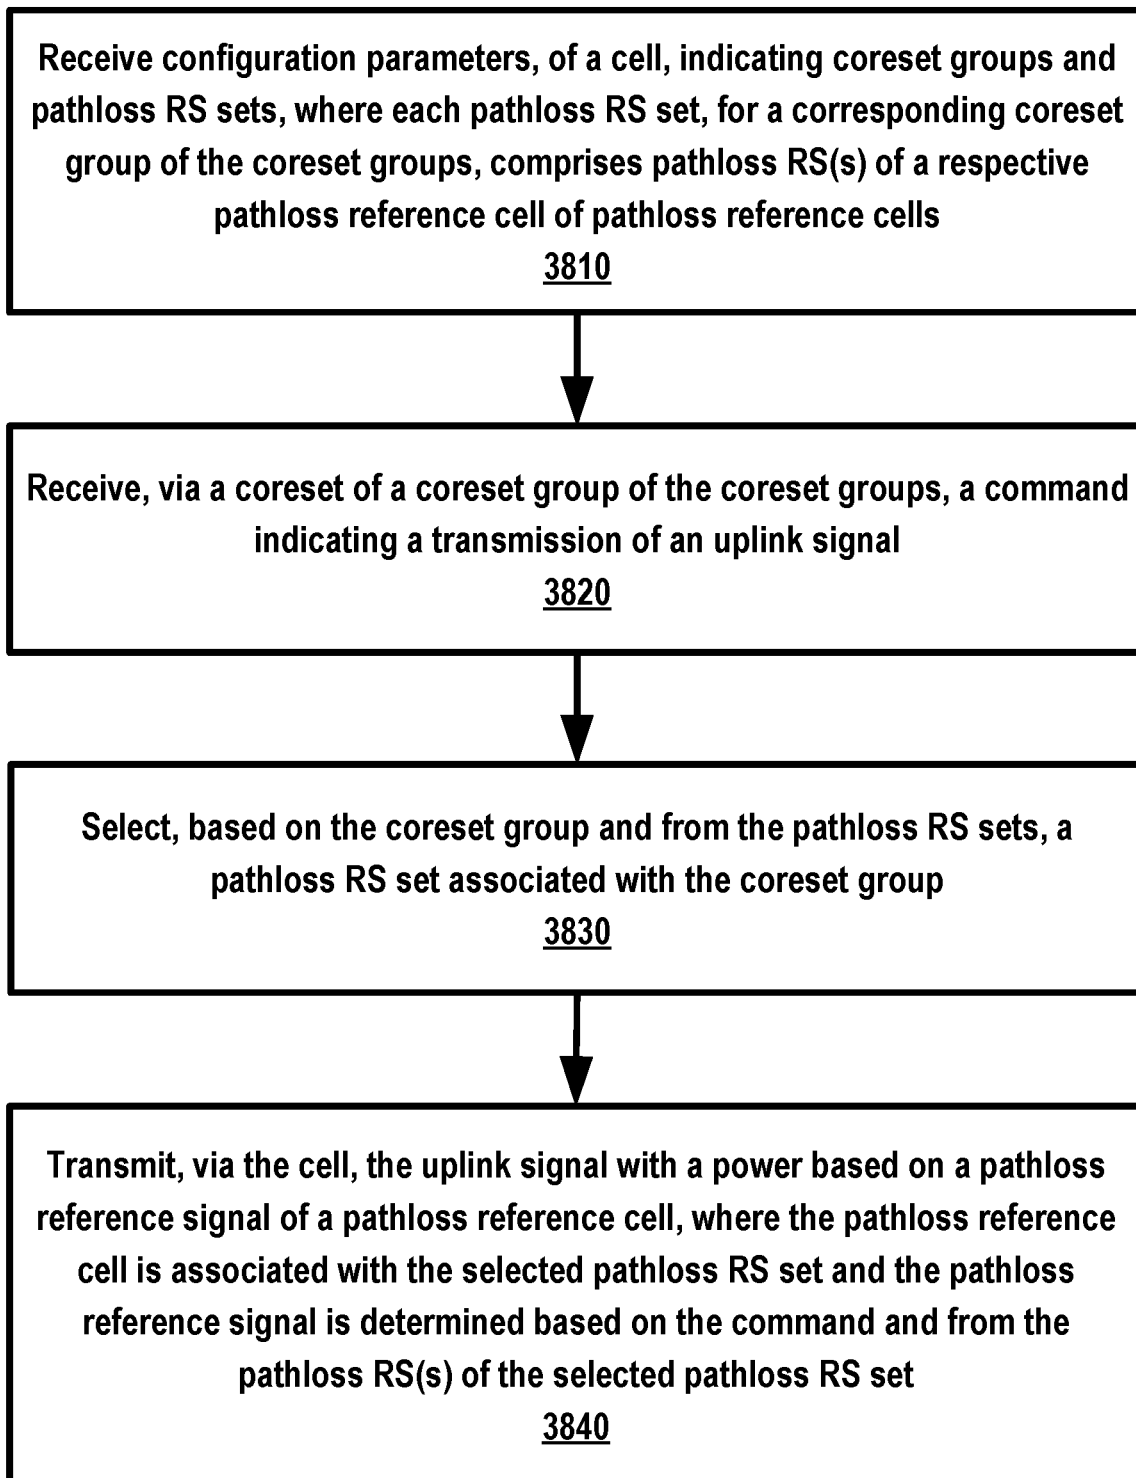 Receive configuration parameters, of a cell, indicating coreset groups and
pathloss RS sets, where each pathloss RS set, for a corresponding coreset
group of the coreset groups, comprises pathloss RS(s) of a respective
pathloss reference cell of pathloss reference cells
3810
Receive, via a coreset of a coreset group of the coreset groups, a command
indicating a transmission of an uplink signal
3820
Select, based on the coreset group and from the pathloss RS sets, a
pathloss RS set associated with the coreset group
3830
Transmit, via the cell, the uplink signal with a power based on a pathloss
reference signal of a pathloss reference cell, where the pathloss reference
cell is associated with the selected pathloss RS set and the pathloss
reference signal is determined based on the command and from the
pathloss RS(s) of the selected pathloss RS set
3840